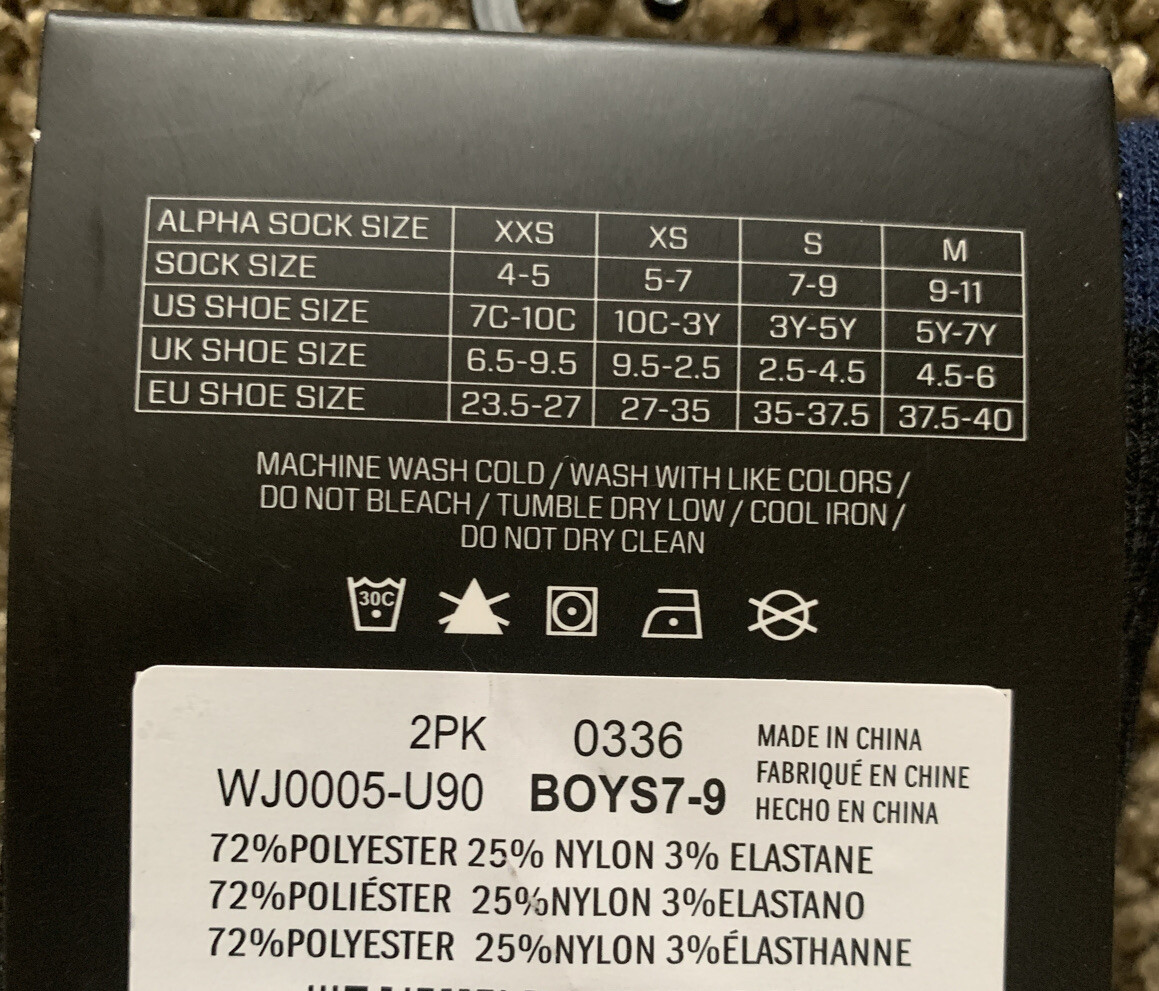 ALPHA SOCK SIZE XXS XS S M
SOCK SIZE 4-5 5-7 7-9 9-11
US SHOE SIZE 7C-10C 10C-3Y 3Y-5Y 5Y-7Y
UK SHOE SIZE 6.5-9.5 9.5-2.5 2.5-4.5 4.5-6
EU SHOE SIZE 23.5-27 27-35 35-37.5 37.5-40
MACHINE WASH COLD / WASH WITH LIKE COLORS /
DO NOT BLEACH / TUMBLE DRY LOW / COOL IRON /
DO NOT DRY CLEAN
30C
2PK 0336 MADE IN CHINA
FABRIQUÉ EN CHINE
WJ0005-U90 BOYS7-9 HECHO EN CHINA
72%POLYESTER 25% NYLON 3% ELASTANE
72%POLIÉSTER 25%NYLON 3%ELASTANO
72%POLYESTER 25%NYLON 3%ÉLASTHANNE